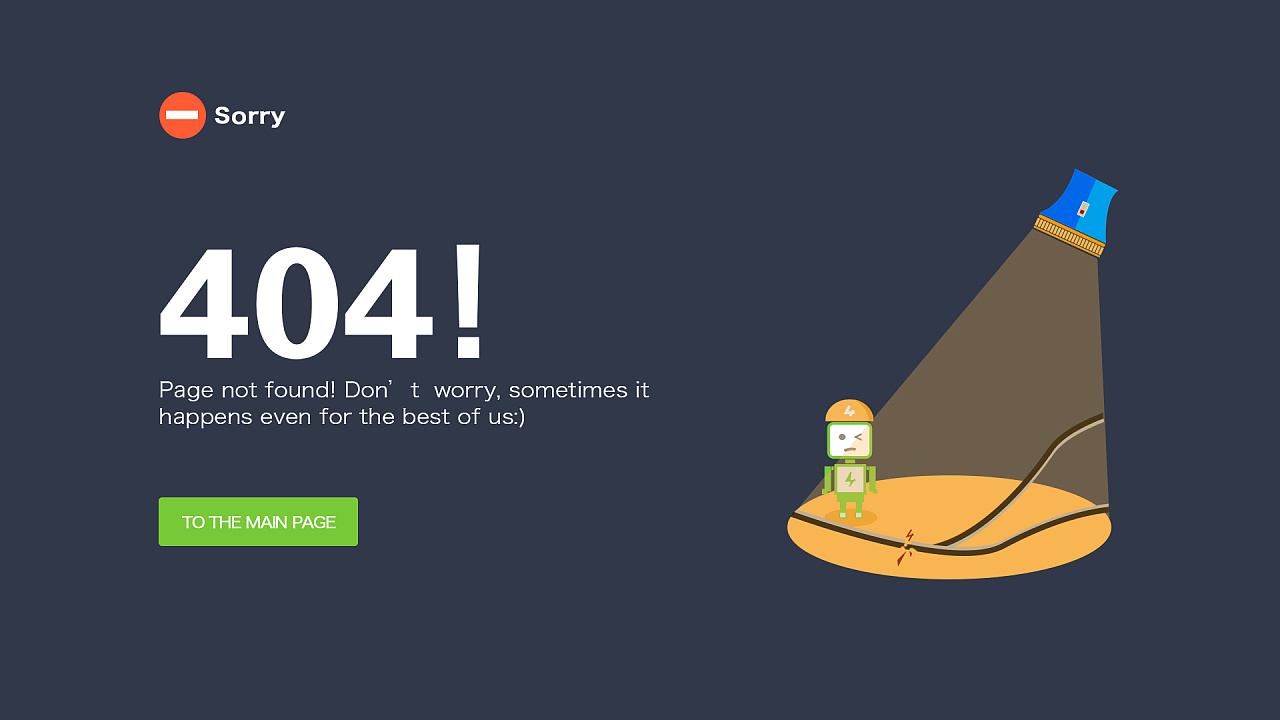 Sorry
404!
Page not found! Don’t worry, sometimes it
happens even for the best of us:)
TO THE MAIN PAGE